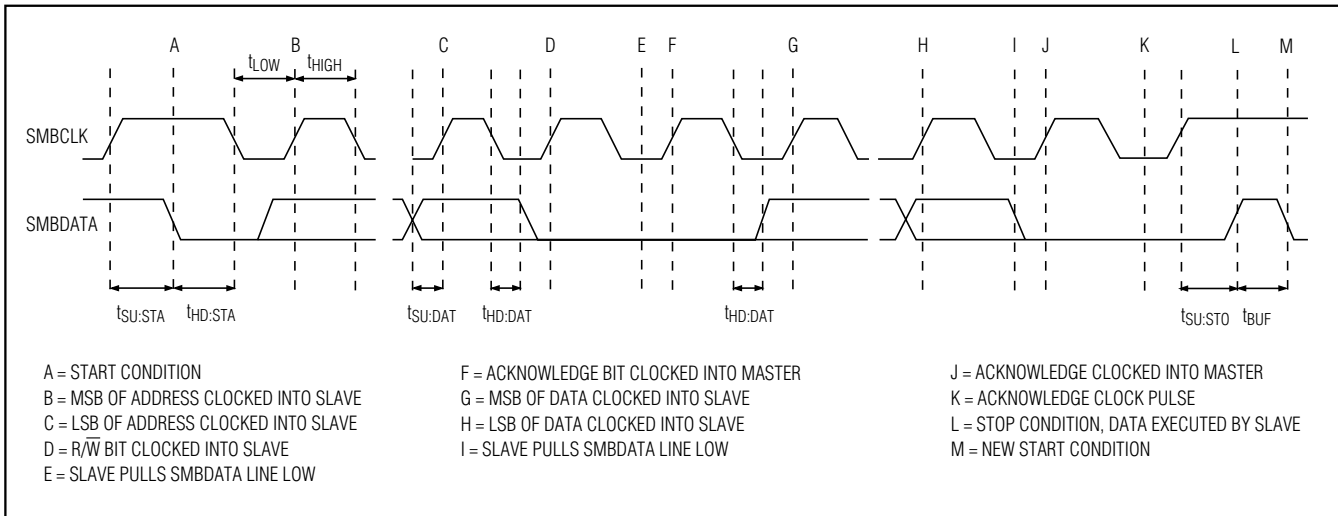 A B C D E F G H I J K L M
tLOW tHIGH
SMBCLK
SMBDATA
tSU:STA tHD:STA tSU:DAT tHD:DAT tHD:DAT tSU:STO tBUF
A = START CONDITION
B = MSB OF ADDRESS CLOCKED INTO SLAVE
C = LSB OF ADDRESS CLOCKED INTO SLAVE
D = R/W̅ BIT CLOCKED INTO SLAVE
E = SLAVE PULLS SMBDATA LINE LOW
F = ACKNOWLEDGE BIT CLOCKED INTO MASTER
G = MSB OF DATA CLOCKED INTO SLAVE
H = LSB OF DATA CLOCKED INTO SLAVE
I = SLAVE PULLS SMBDATA LINE LOW
J = ACKNOWLEDGE CLOCKED INTO MASTER
K = ACKNOWLEDGE CLOCK PULSE
L = STOP CONDITION, DATA EXECUTED BY SLAVE
M = NEW START CONDITION